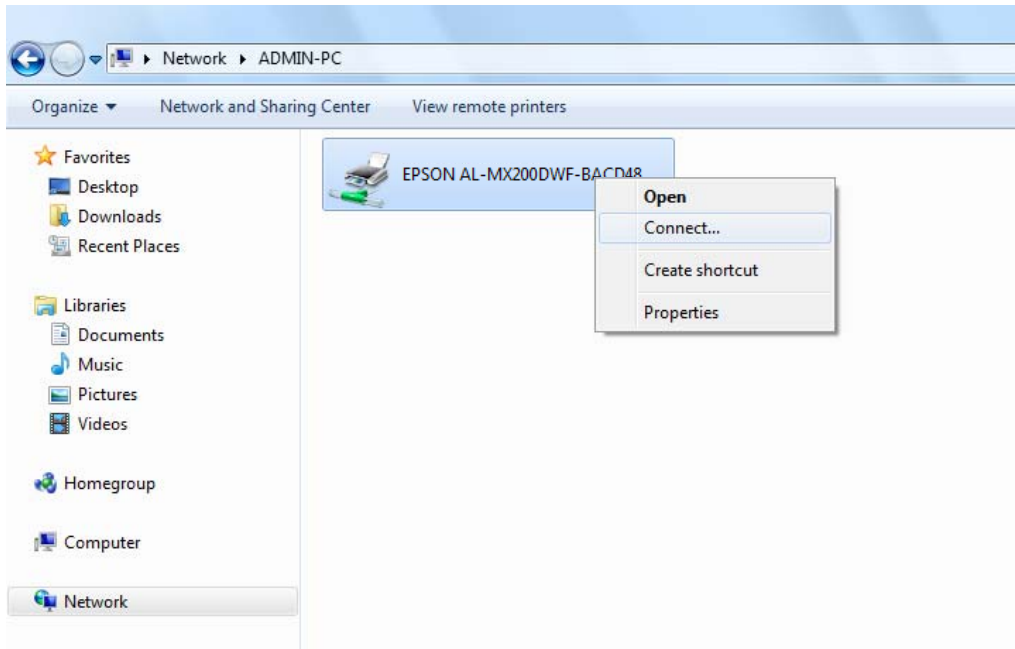 Network ADMIN-PC
Organize Network and Sharing Center View remote printers
Favorites
Desktop
Downloads
Recent Places
Libraries
Documents
Music
Pictures
Videos
Homegroup
Computer
Network
EPSON AL-MX200DWF-BACD48
Open
Connect...
Create shortcut
Properties